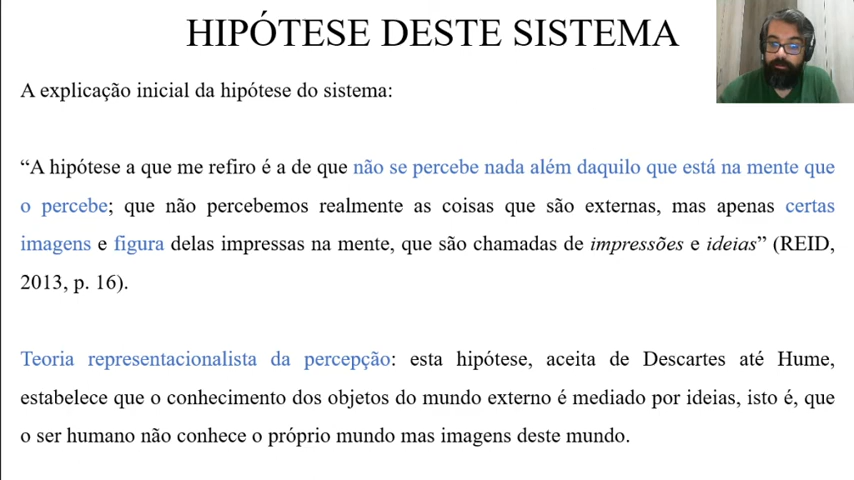 HIPÓTESE DESTE SISTEMA
A explicação inicial da hipótese do sistema:
“A hipótese a que me refiro é a de que não se percebe nada além daquilo que está na mente que
o percebe; que não percebemos realmente as coisas que são externas, mas apenas certas
imagens e figura delas impressas na mente, que são chamadas de impressões e ideias” (REID,
2013, p. 16).
Teoria representacionalista da percepção: esta hipótese, aceita de Descartes até Hume,
estabelece que o conhecimento dos objetos do mundo externo é mediado por ideias, isto é, que
o ser humano não conhece o próprio mundo mas imagens deste mundo.